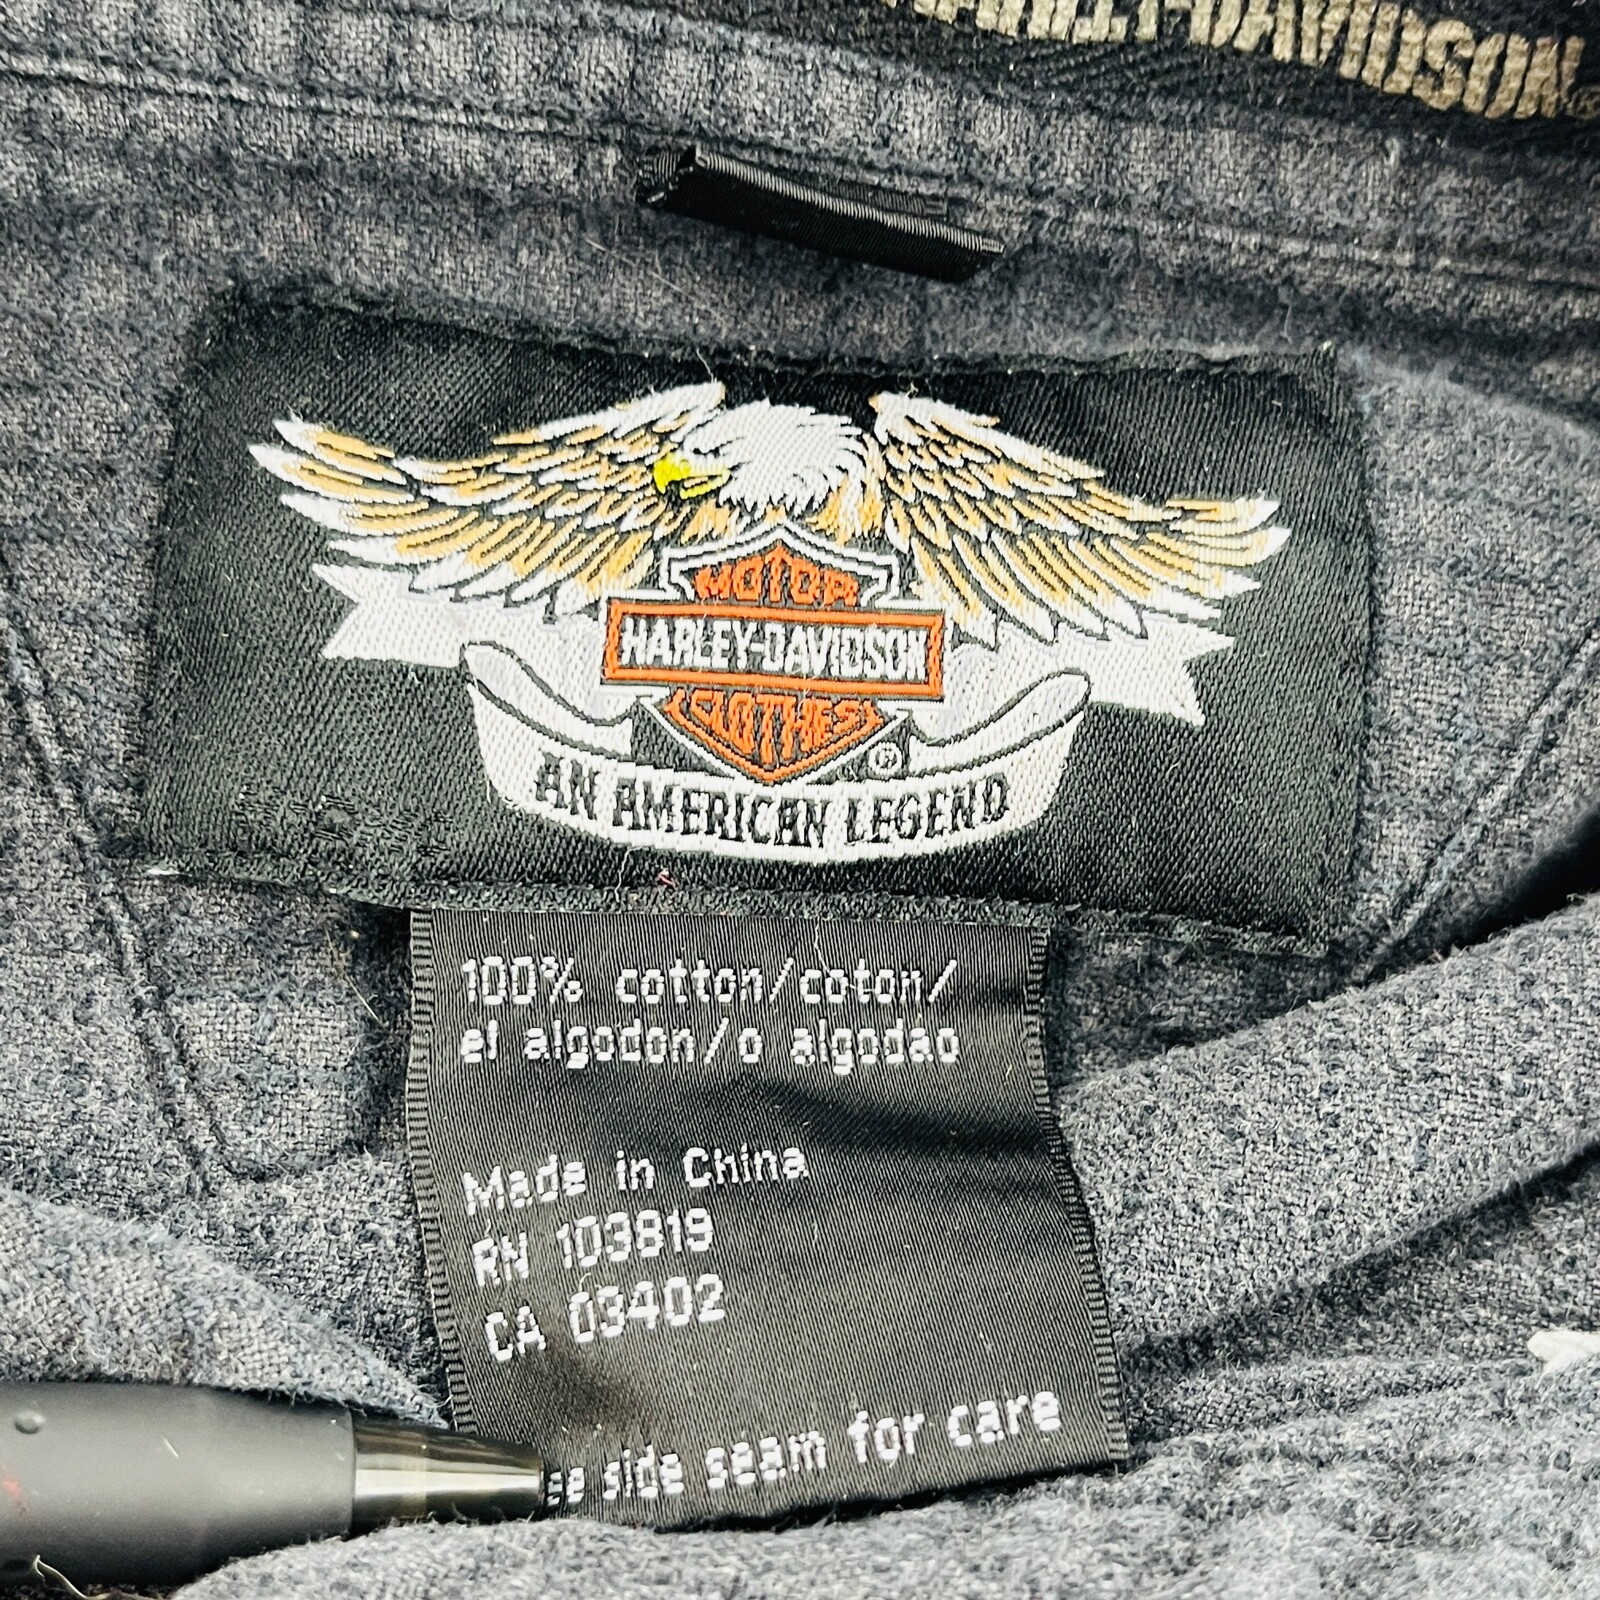 HARLEY-DAVIDSON
MOTOR
HARLEY-DAVIDSON
CLOTHES
®
AN AMERICAN LEGEND
100% cotton/coton/
el algodon/o algodao
Made in China
RN 103819
CA 03402
ee side seam for care